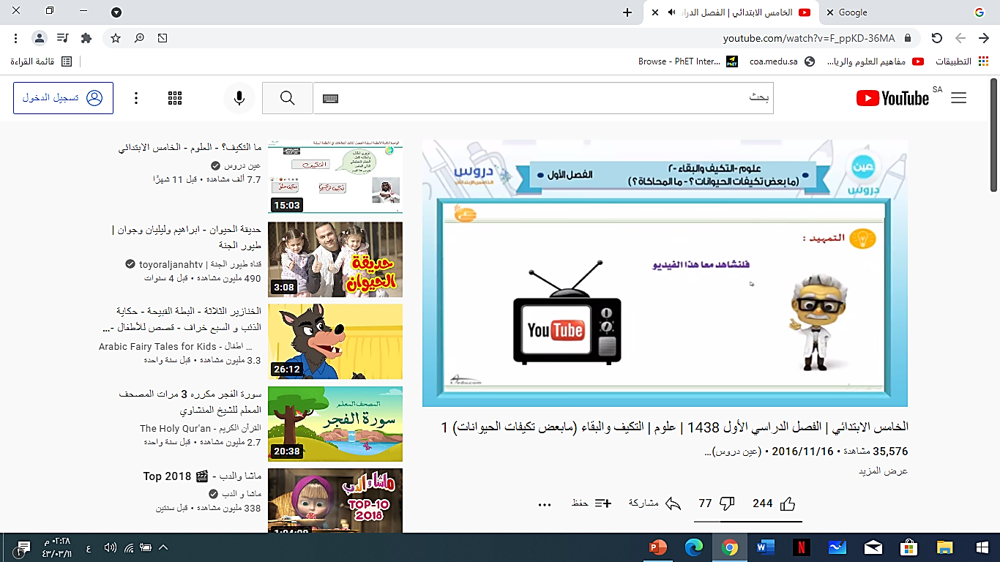 الخامس الابتدائي | الفصل الدرا
Google
youtube.com/watch?v=F_ppKD-36MA
التطبيقات
مفاهيم العلوم والريا...
coa.medu.sa
Browse - PhET Inter...
قائمة القراءة
YouTube SA
بحث
تسجيل الدخول
عين
دروس
علوم -التكيف والبقاء -٢
(ما بعض تكيفات الحيوانات ؟ - ما المحاكاة ؟)
الفصل الأول
دروس
الخامس الابتدائي
التمهيد :
فلنشاهد معا هذا الفيديو
You Tube
الخامس الابتدائي | الفصل الدراسي الأول 1438 | علوم | التكيف والبقاء (مابعض تكيفات الحيوانات) 1
35,576 مشاهدة • 2016/11/16 • (عين دروس)...
عرض المزيد
244
77
مشاركة
حفظ
التكيف
15:03
ما التكيف؟ - العلوم - الخامس الابتدائي
عين دروس
7.7 ألف مشاهدة • قبل 11 شهرًا
حديقة
الحيوان
3:08
حديقة الحيوان - ابراهيم وليليان وجوان |
طيور الجنة
قناة طيور الجنة | toyoraljanahtv
490 مليون مشاهدة • قبل 4 سنوات
26:12
الخنازير الثلاثة - البطة القبيحة - حكاية
الذئب و السبع خراف - قصص للأطفال -...
Arabic Fairy Tales for Kids - اطفال ...
3.3 مليون مشاهدة • قبل سنة واحدة
المصحف المعلم
سورة الفجر
20:38
سورة الفجر مكرره 3 مرات المصحف
المعلم للشيخ المنشاوي
القرآن الكريم - The Holy Qur'an
2.7 مليون مشاهدة • قبل سنة واحدة
ماشا والدب
TOP-10
2018
ماشا والدب - 🎬 Top 2018
ماشا و الدب
338 مليون مشاهدة • قبل سنتين
٠٢:٢٨ م
٤٣/٠٣/١١
ع